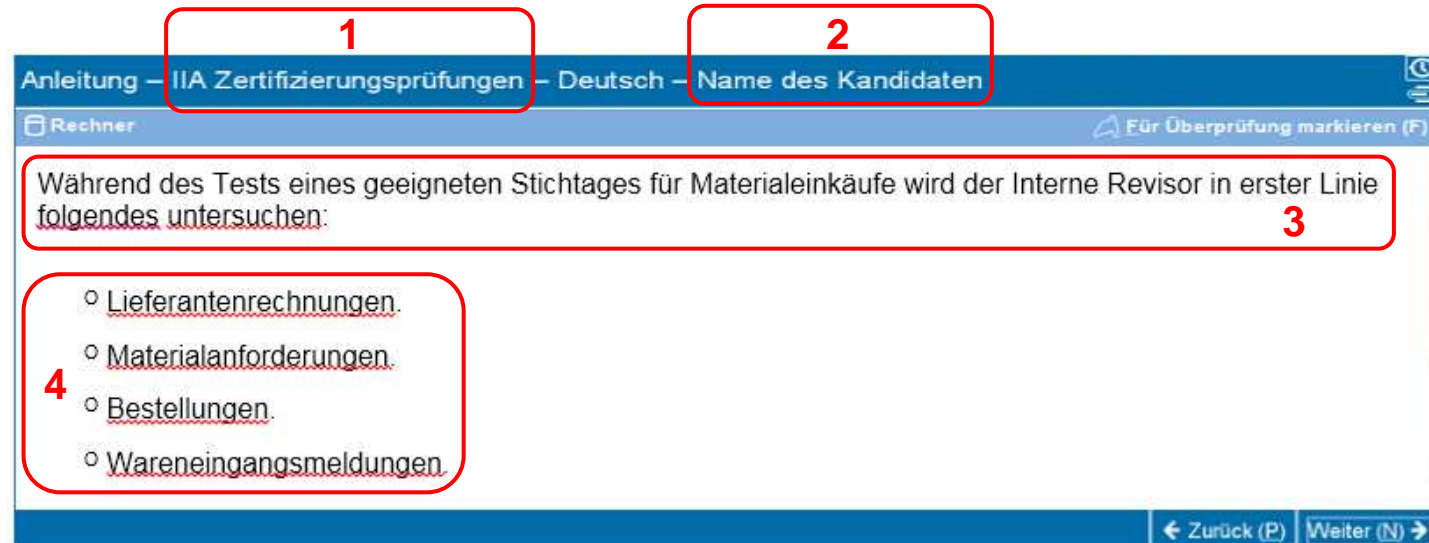 1 2
Anleitung – IIA Zertifizierungsprüfungen – Deutsch – Name des Kandidaten
Rechner Für Überprüfung markieren (F)
Während des Tests eines geeigneten Stichtages für Materialeinkäufe wird der Interne Revisor in erster Linie
folgendes untersuchen:
3
Lieferantenrechnungen.
Materialanforderungen.
4
Bestellungen.
Wareneingangsmeldungen.
Zurück (P) Weiter (N)